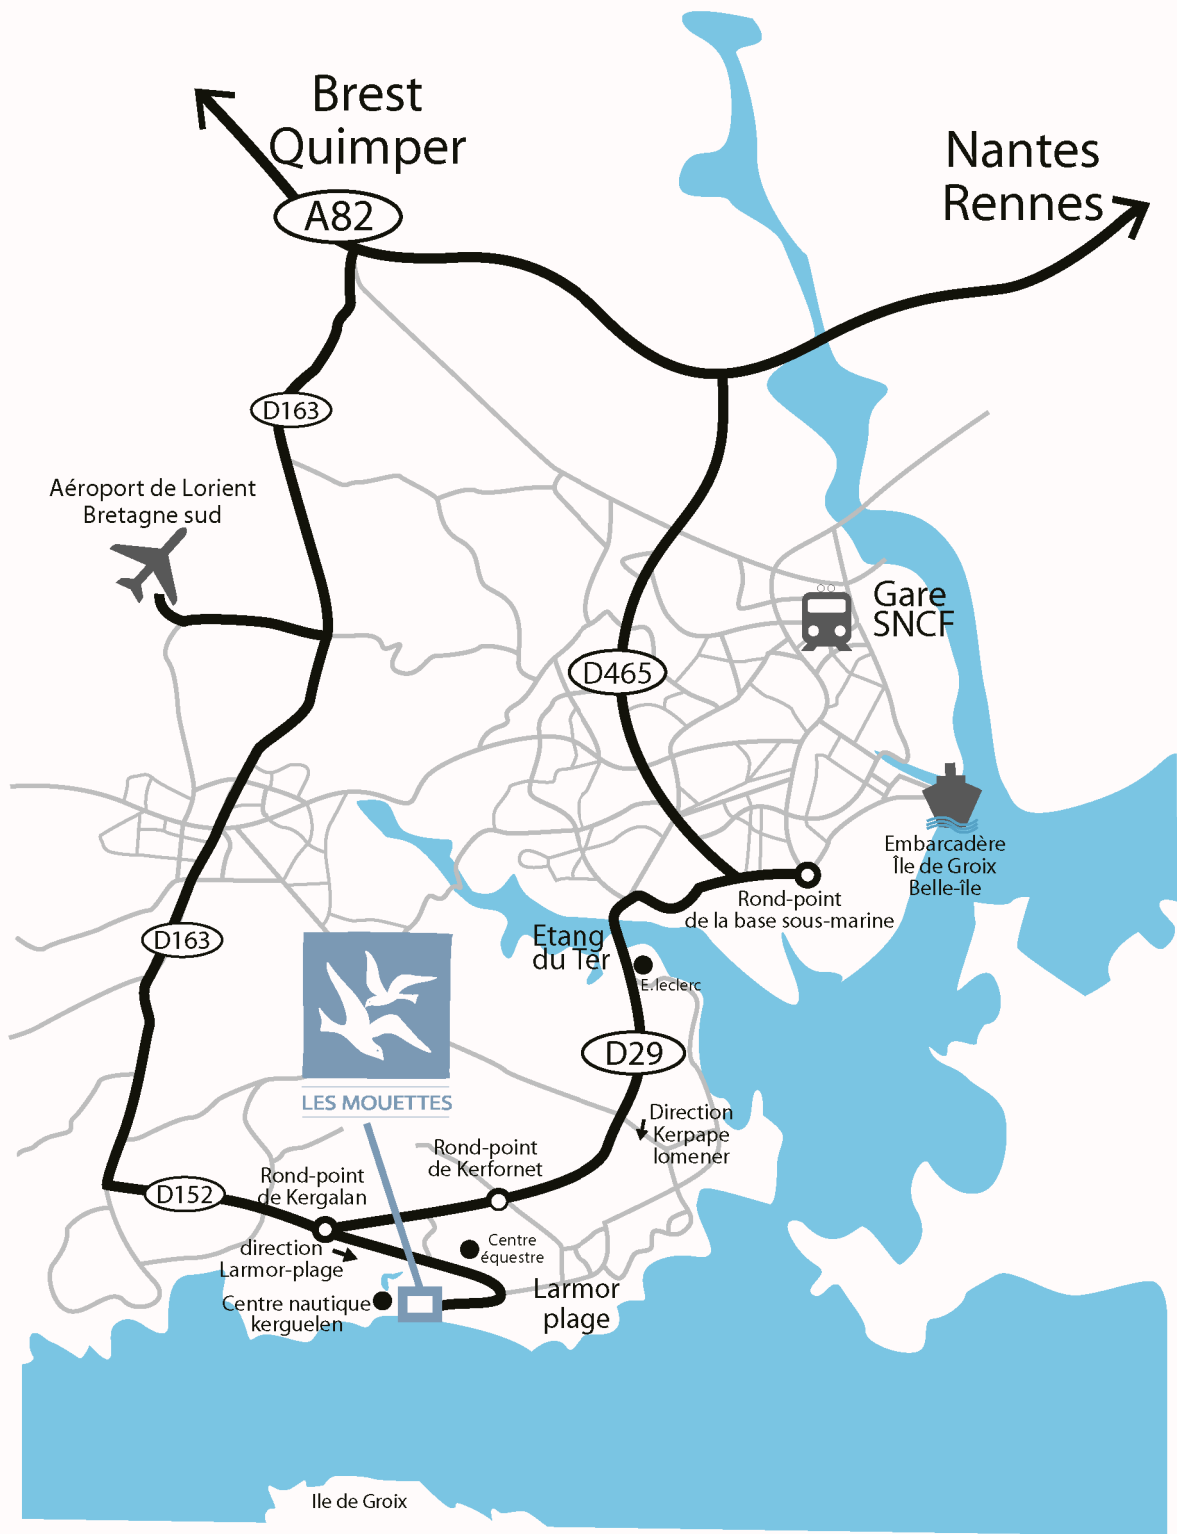 Brest
Quimper
Nantes
Rennes
A82
D163
Aéroport de Lorient
Bretagne sud
Gare
SNCF
D465
Embarcadère
Île de Groix
Belle-île
Rond-point
de la base sous-marine
Etang
du Ter
D163
E.leclerc
D29
LES MOUETTES
Direction
Kerpape
lomener
Rond-point
de Kerfornet
Rond-point
de Kergalan
D152
Centre
équestre
direction
Larmor-plage
Larmor
plage
Centre nautique
kerguelen
Ile de Groix